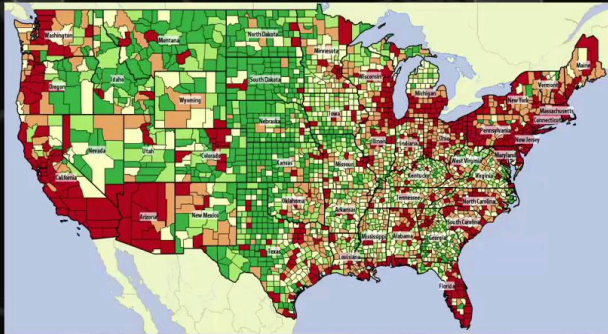 Washington
Montana
North Dakota
Minnesota
Maine
Oregon
Idaho
Wisconsin
Vermont
South Dakota
Michigan
New York
Massachusetts
Connecticut
Wyoming
Iowa
Pennsylvania
New Jersey
Nebraska
Illinois
Indiana
Ohio
Maryland
Nevada
Utah
Colorado
Kansas
Missouri
West Virginia
Virginia
Kentucky
California
Arizona
New Mexico
Oklahoma
Arkansas
Tennessee
North Carolina
South Carolina
Texas
Mississippi
Alabama
Georgia
Louisiana
Florida